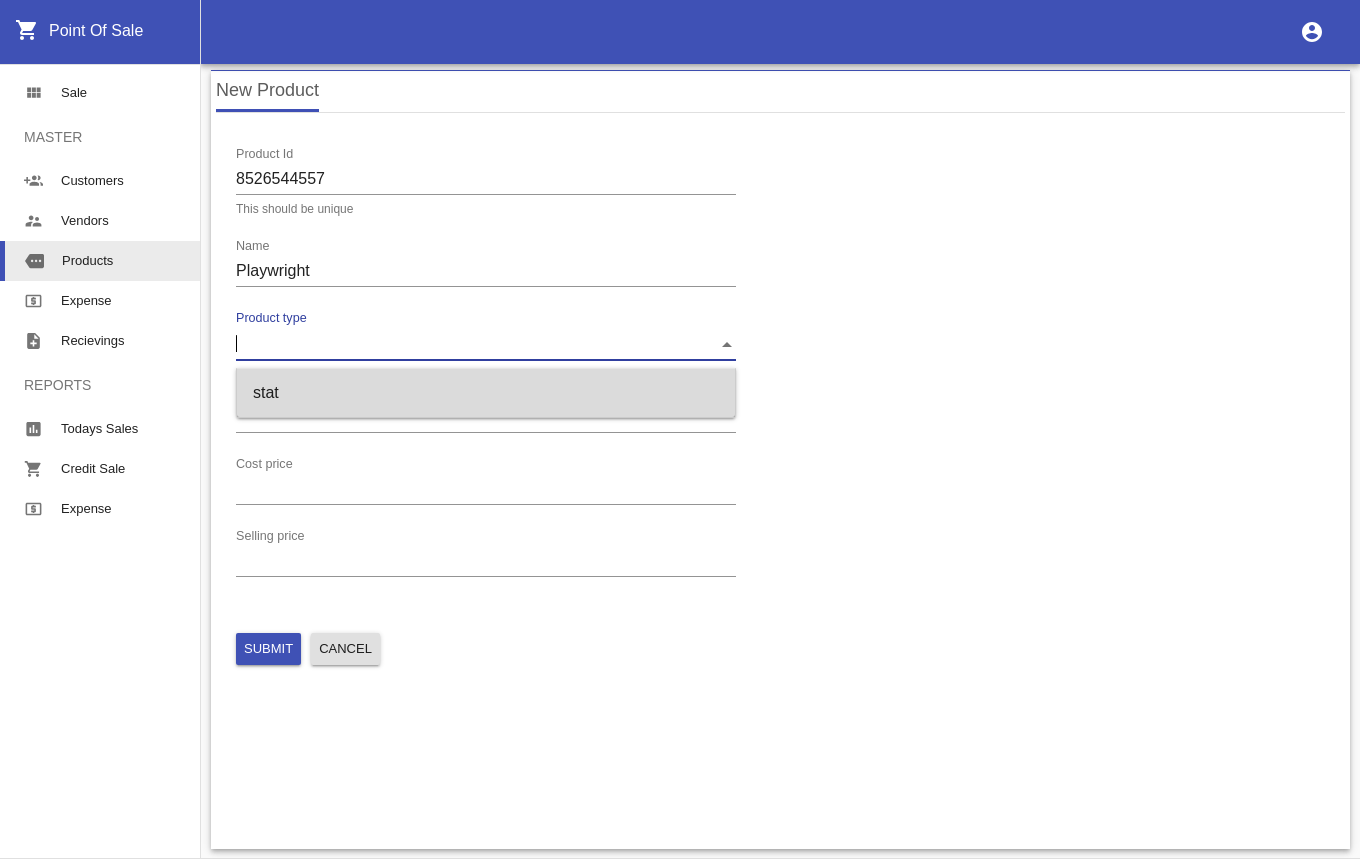 Point Of Sale
Sale
MASTER
Customers
Vendors
Products
Expense
Recievings
REPORTS
Todays Sales
Credit Sale
Expense
New Product
Product Id
8526544557
This should be unique
Name
Playwright
Product type
stat
Cost price
Selling price
SUBMIT CANCEL